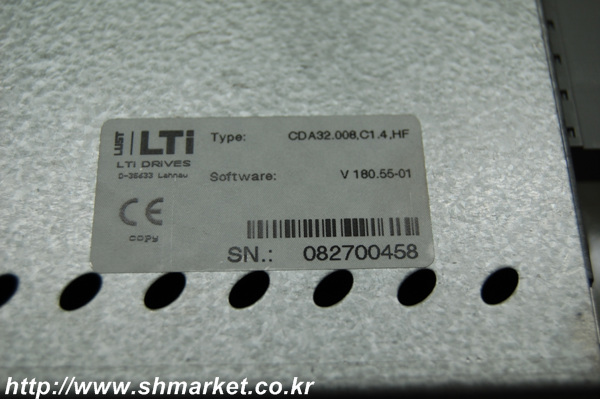 LUST LTi Type: CDA32.008,C1.4,HF
LTi DRIVES
D-35633 Lahnau
Software: V 180.55-01
CE
copy
SN.: 082700458
http://www.shmarket.co.kr